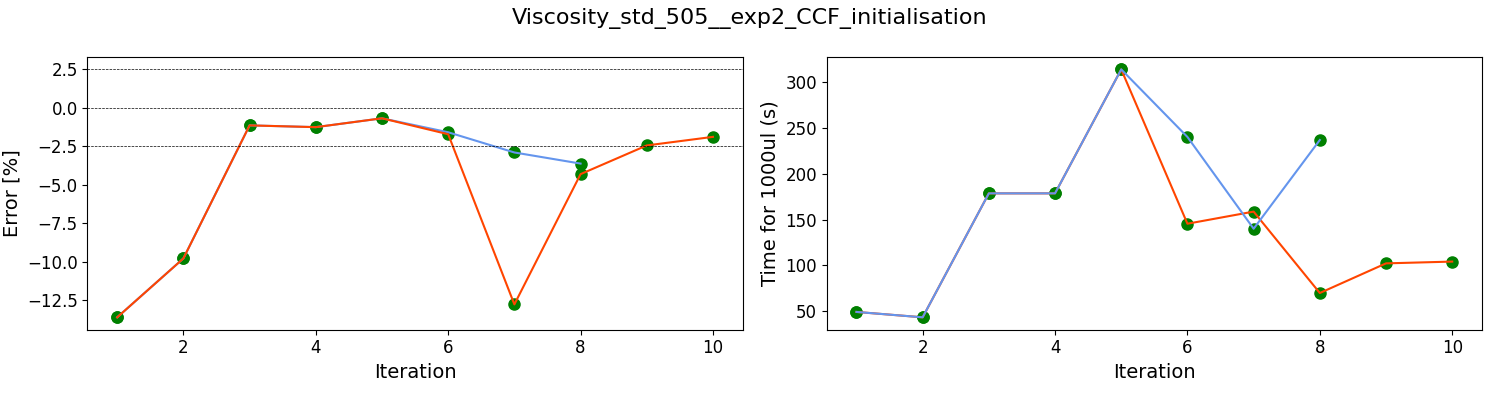 Viscosity_std_505__exp2_CCF_initialisation
Error [%]
2.5
0.0
−2.5
−5.0
−7.5
−10.0
−12.5
2 4 6 8 10
Iteration
Time for 1000ul (s)
300
250
200
150
100
50
2 4 6 8 10
Iteration